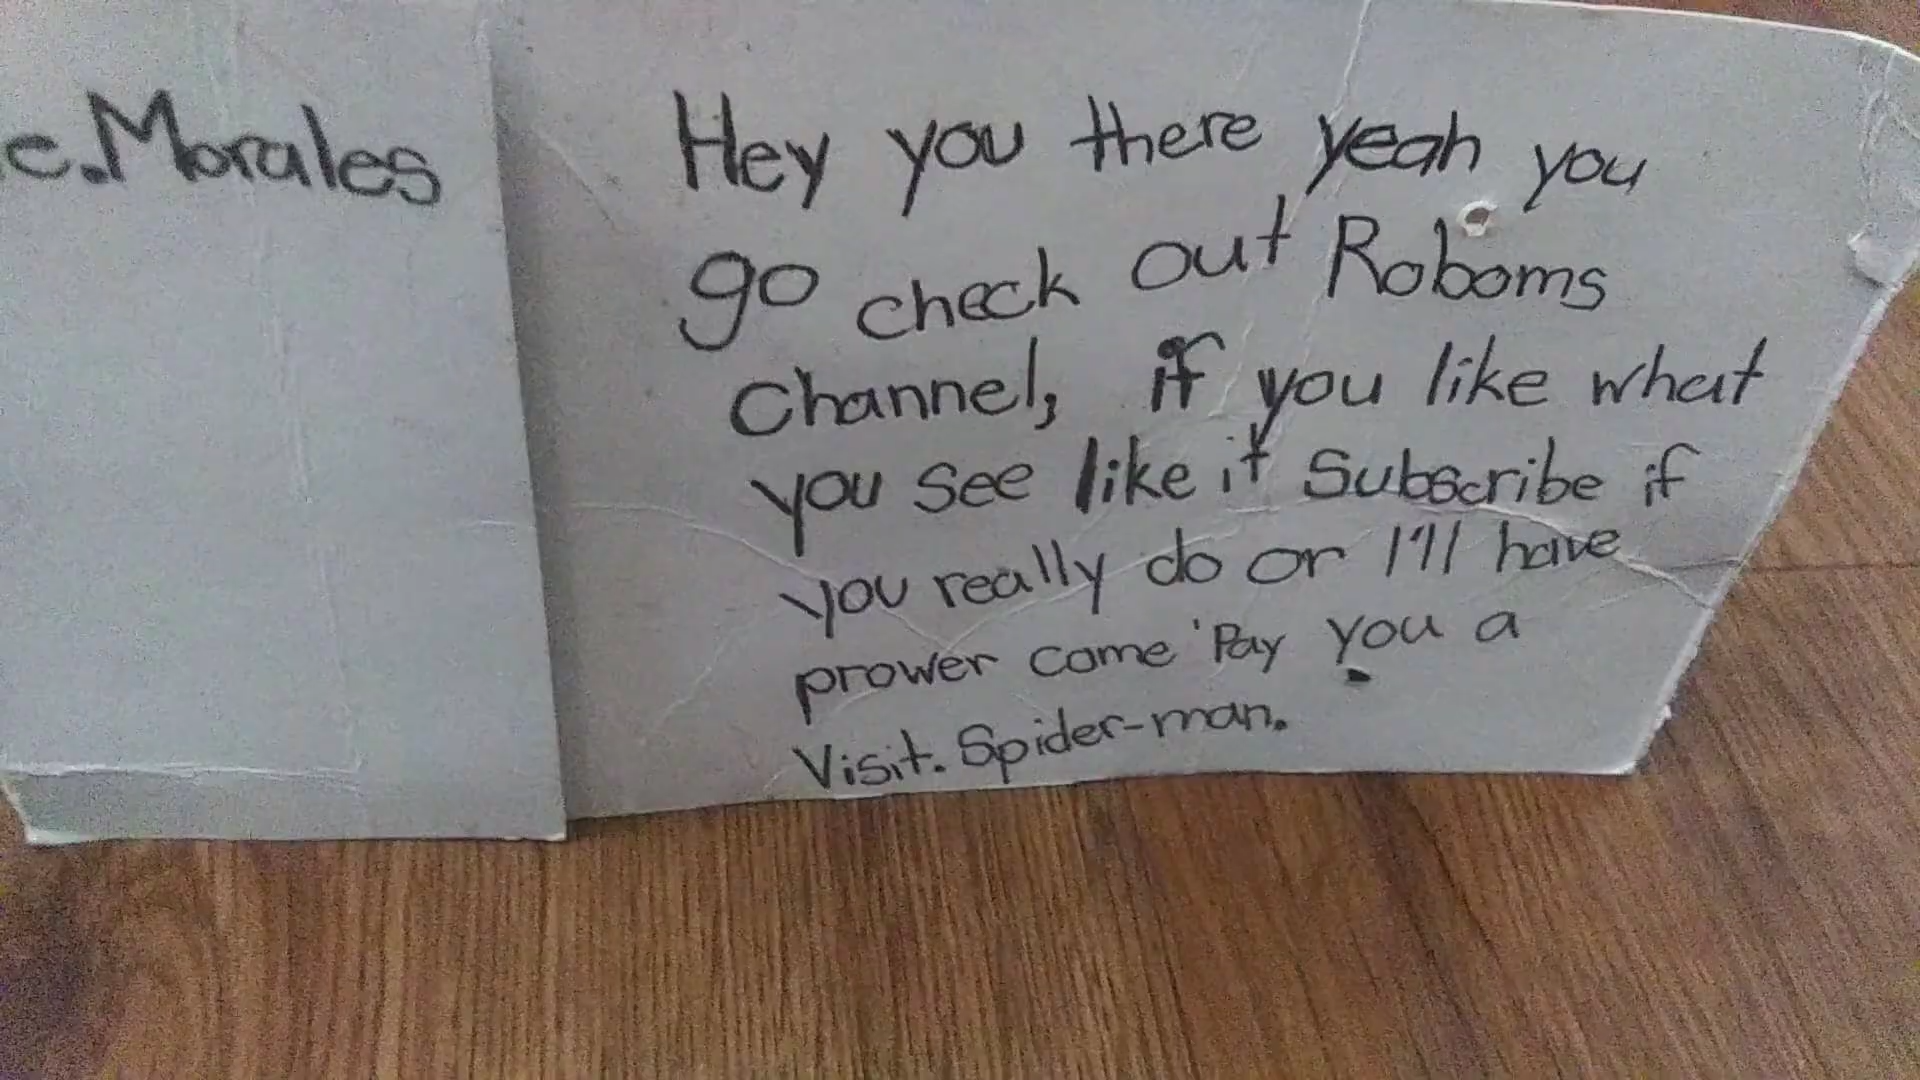 c.Morales
Hey you there yeah you
go check out Roboms
Channel, if you like what
you see like it Subscribe if
you really do or I'll have
prower come 'Pay you a
Visit. Spider-man.